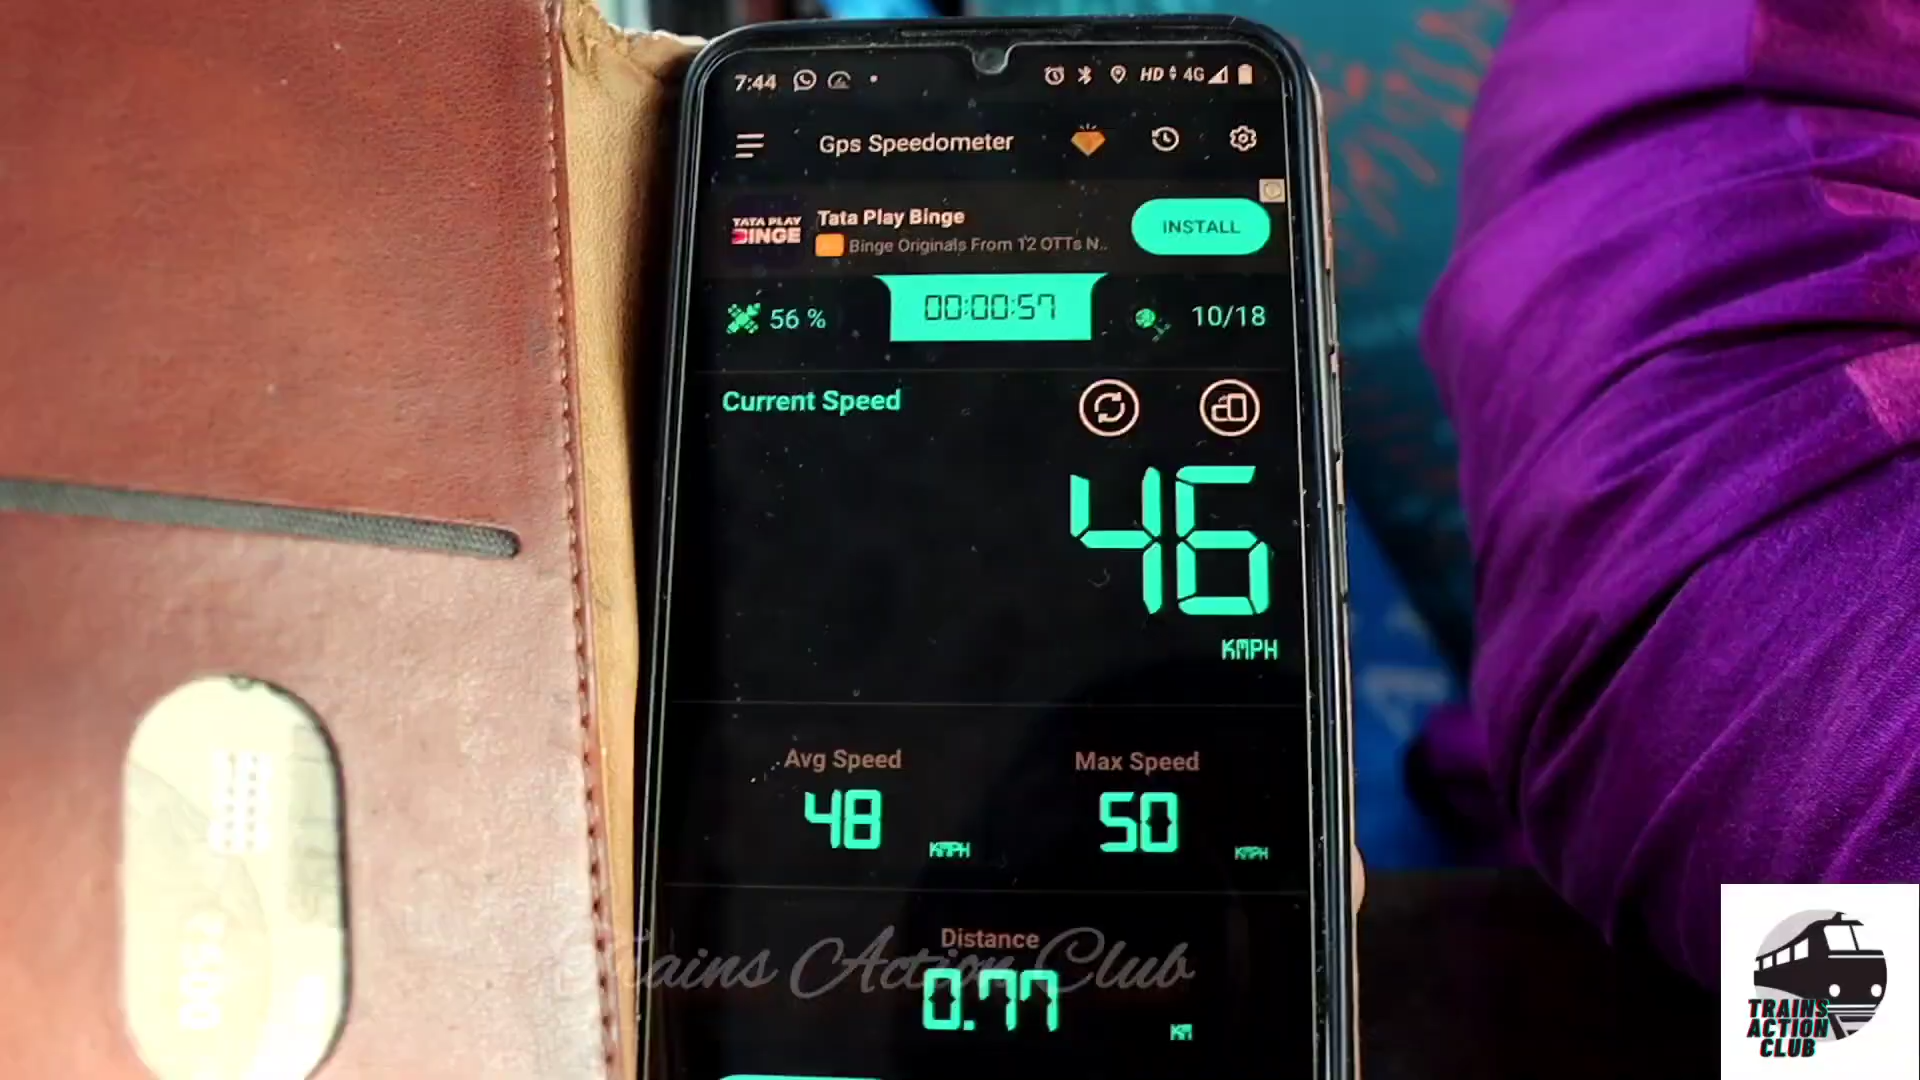 7:44 HD 4G
Gps Speedometer
TATA PLAY
BINGE
Tata Play Binge
Binge Originals From 12 OTTs N..
INSTALL
56 % 00:00:57 10/18
Current Speed
46
KMPH
Avg Speed Max Speed
48 KMPH 50 KMPH
Distance
0.77 KM
Trains Action Club
TRAINS
ACTION
CLUB